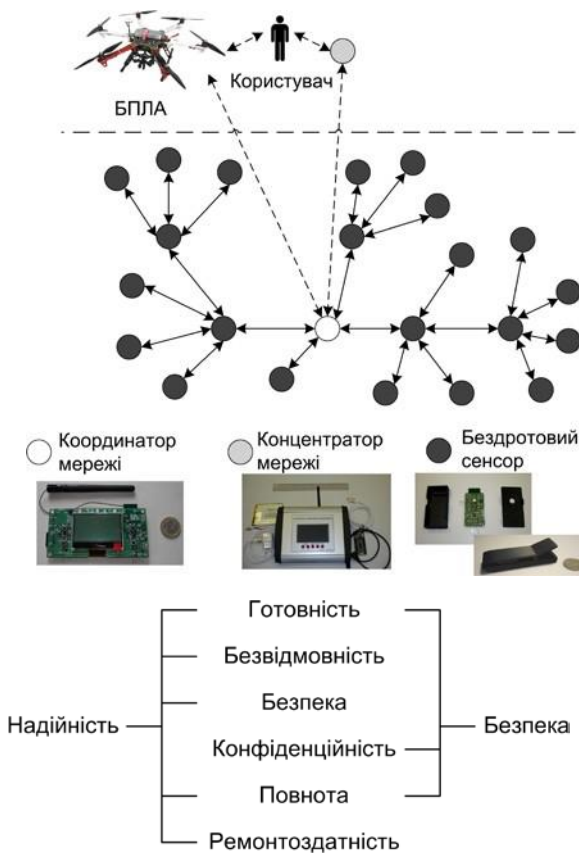 Користувач
БПЛА
Координатор
мережі
Концентратор
мережі
Бездротовий
сенсор
Готовність
Безвідмовність
Безпека
Надійність
Безпека
Конфіденційність
Повнота
Ремонтоздатність